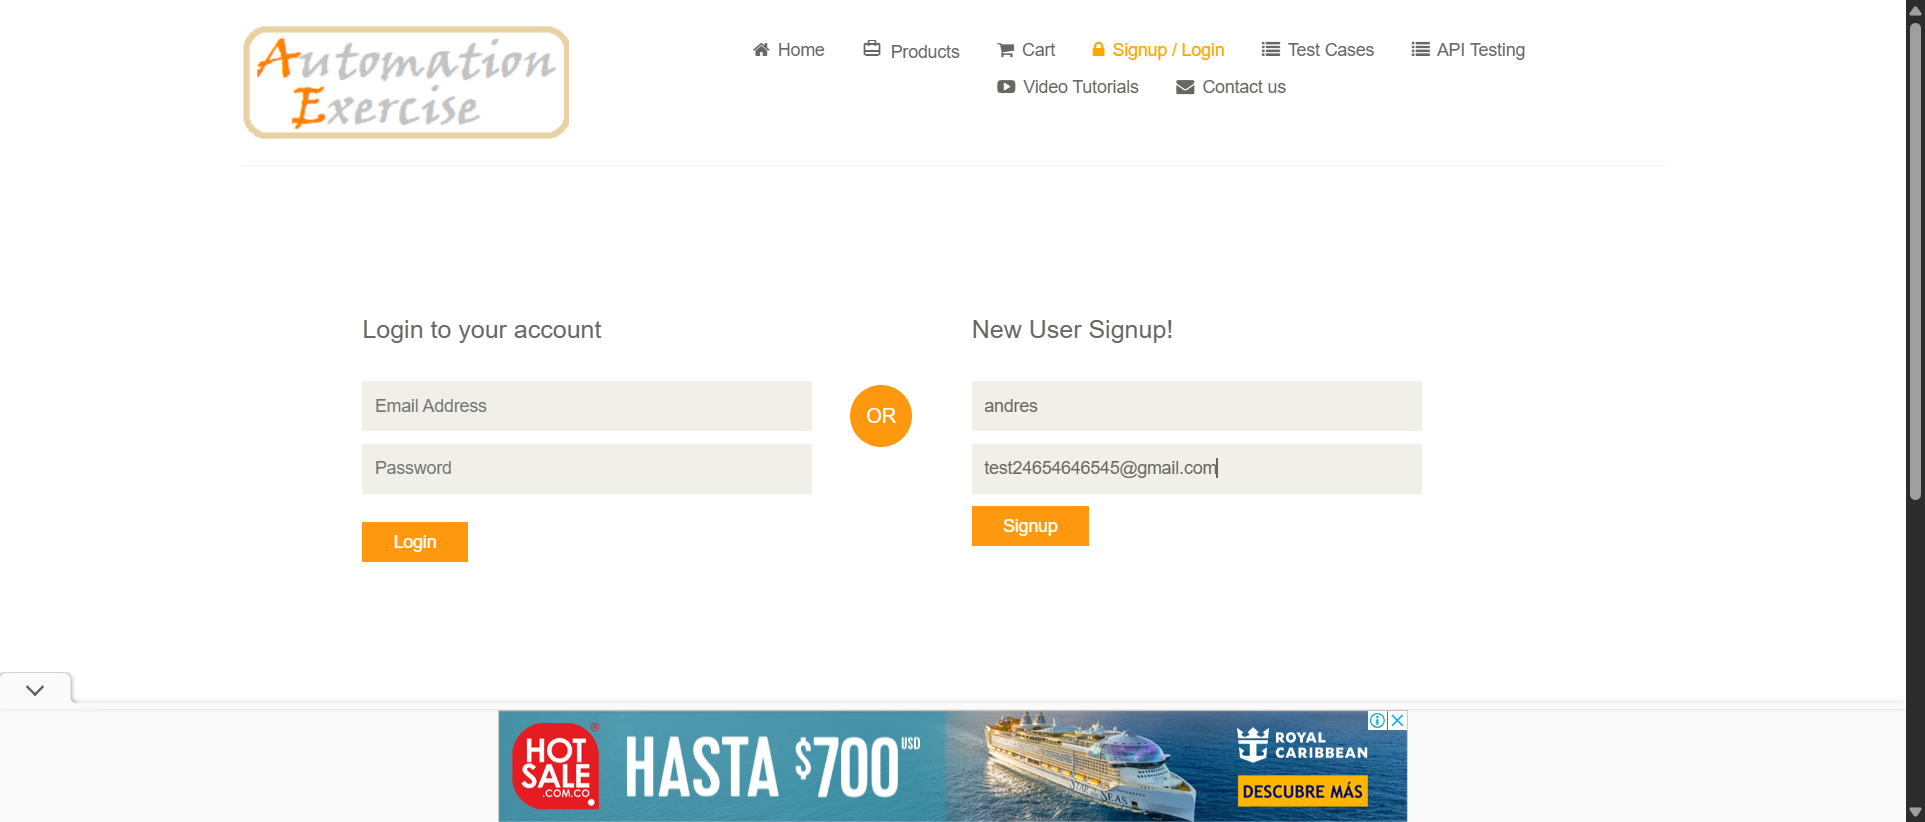 Automation
Exercise
Home
Products
Cart
Signup / Login
Test Cases
API Testing
Video Tutorials
Contact us
Login to your account
Email Address
Password
Login
OR
New User Signup!
andres
test24654646545@gmail.com
Signup
HOT
SALE
.COM.CO
®
HASTA $700 USD
ROYAL
CARIBBEAN
DESCUBRE MÁS